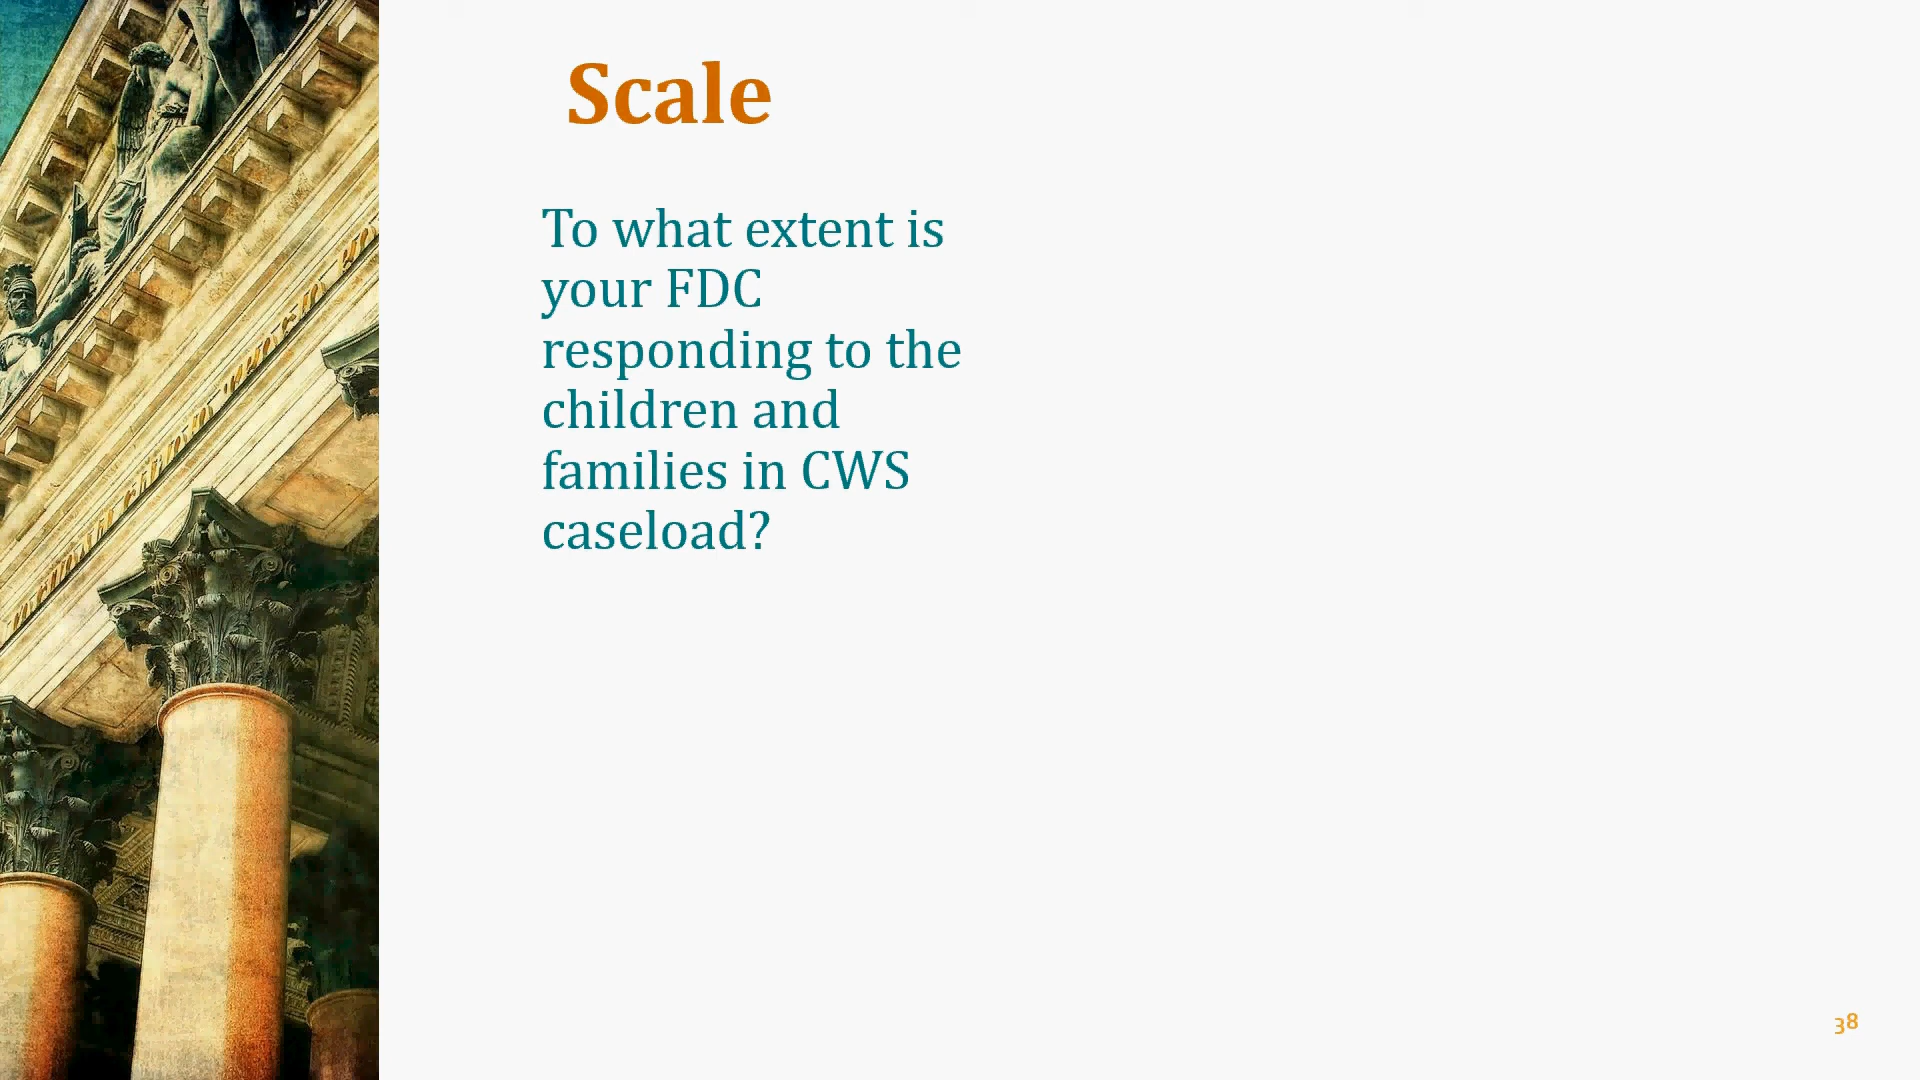 Scale
To what extent is
your FDC
responding to the
children and
families in CWS
caseload?
38